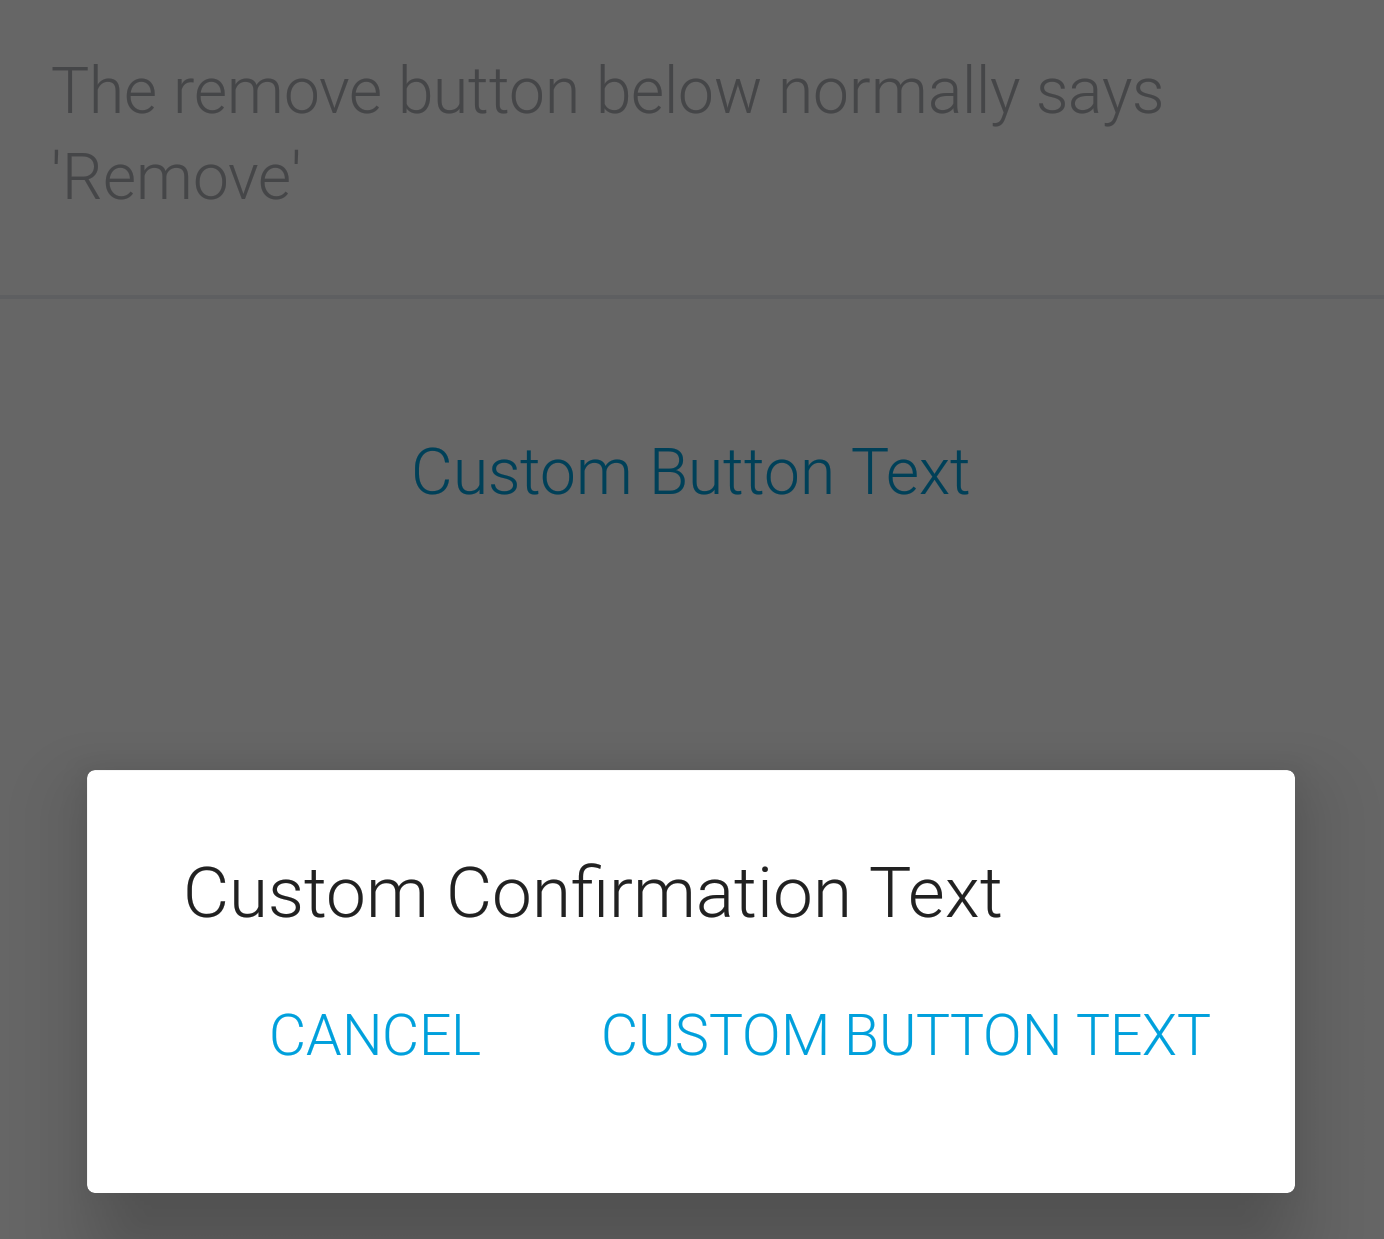 The remove button below normally says
'Remove'
Custom Button Text
Custom Confirmation Text
CANCEL CUSTOM BUTTON TEXT